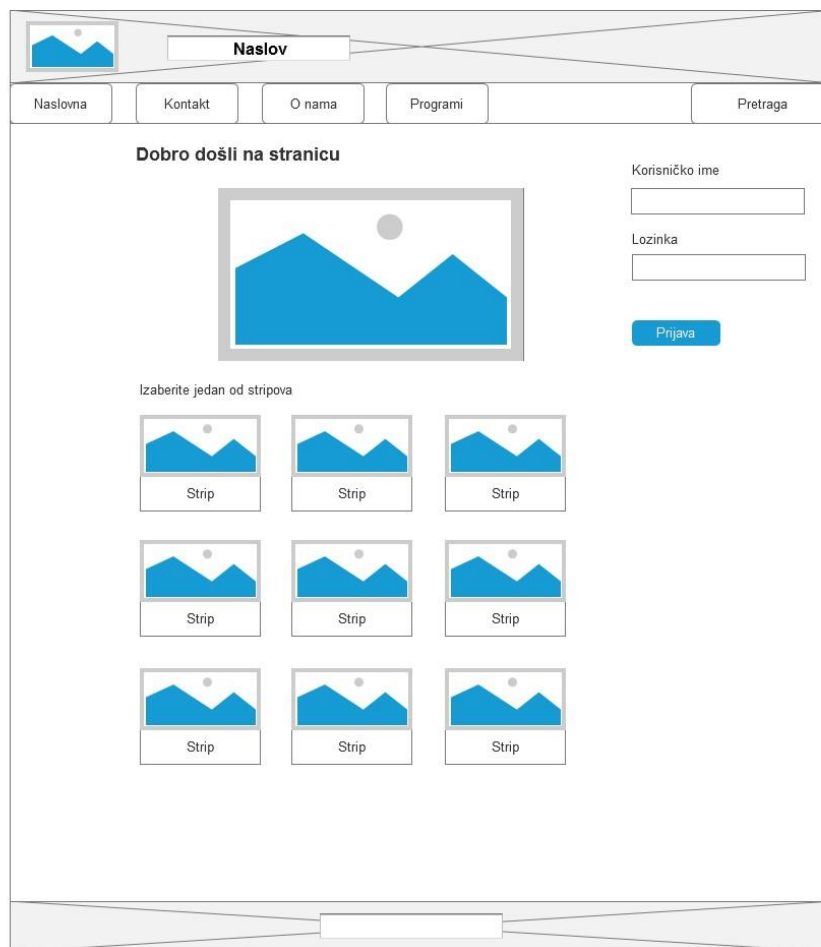 Naslov
Naslovna Kontakt O nama Programi Pretraga
Dobro došli na stranicu
Korisničko ime
Lozinka
Prijava
Izaberite jedan od stripova
Strip Strip Strip
Strip Strip Strip
Strip Strip Strip